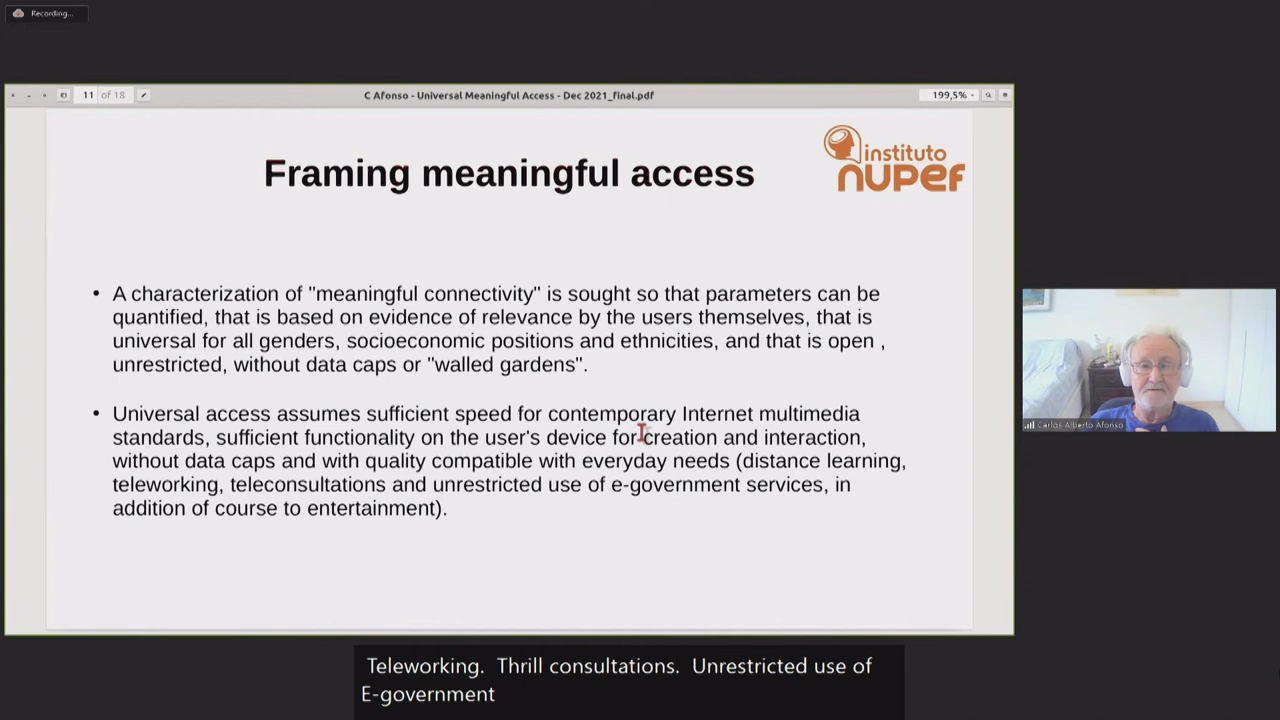 Recording...
11 of 18
C Afonso - Universal Meaningful Access - Dec 2021_final.pdf
199,5%
Framing meaningful access
instituto
nupef
• A characterization of "meaningful connectivity" is sought so that parameters can be
quantified, that is based on evidence of relevance by the users themselves, that is
universal for all genders, socioeconomic positions and ethnicities, and that is open ,
unrestricted, without data caps or "walled gardens".
• Universal access assumes sufficient speed for contemporary Internet multimedia
standards, sufficient functionality on the user's device for creation and interaction,
without data caps and with quality compatible with everyday needs (distance learning,
teleworking, teleconsultations and unrestricted use of e-government services, in
addition of course to entertainment).
Carlos Alberto Afonso
Teleworking. Thrill consultations. Unrestricted use of
E-government